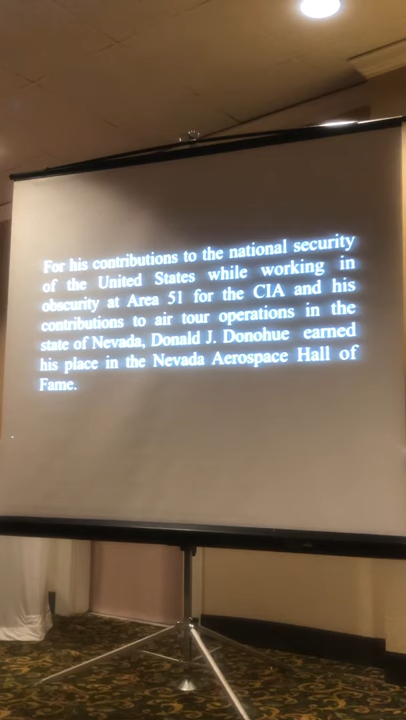 For his contributions to the national security
of the United States while working in
obscurity at Area 51 for the CIA and his
contributions to air tour operations in the
state of Nevada, Donald J. Donohue earned
his place in the Nevada Aerospace Hall of
Fame.